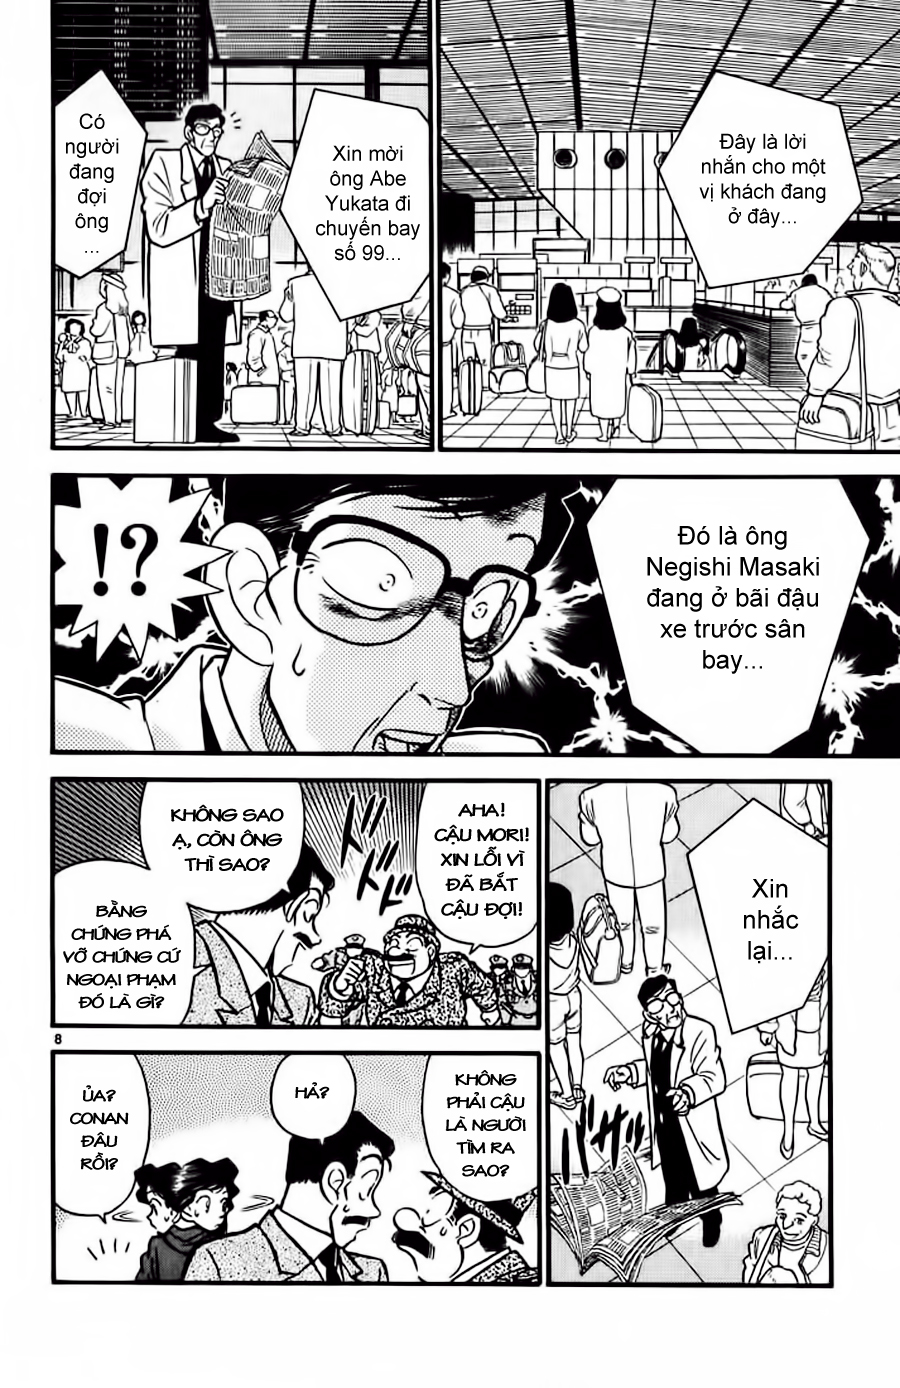 Đây là lời
nhắn cho một
vị khách đang
ở đây...
Xin mời
ông Abe
Yukata đi
chuyến bay
số 99...
Có
người
đang
đợi
ông
...
Đó là ông
Negishi Masaki
đang ở bãi đậu
xe trước sân
bay...
!?
Xin
nhắc
lại...
AHA!
CẬU MORI!
XIN LỖI VÌ
ĐÃ BẮT
CẬU ĐỢI!
KHÔNG SAO
Ạ, CÒN ÔNG
THÌ SAO?
BẰNG
CHỨNG PHÁ
VỠ CHỨNG CỨ
NGOẠI PHẠM
ĐÓ LÀ GÌ?
8
KHÔNG
PHẢI CẬU
LÀ NGƯỜI
TÌM RA
SAO?
HẢ?
ỦA?
CONAN
ĐÂU
RỒI?